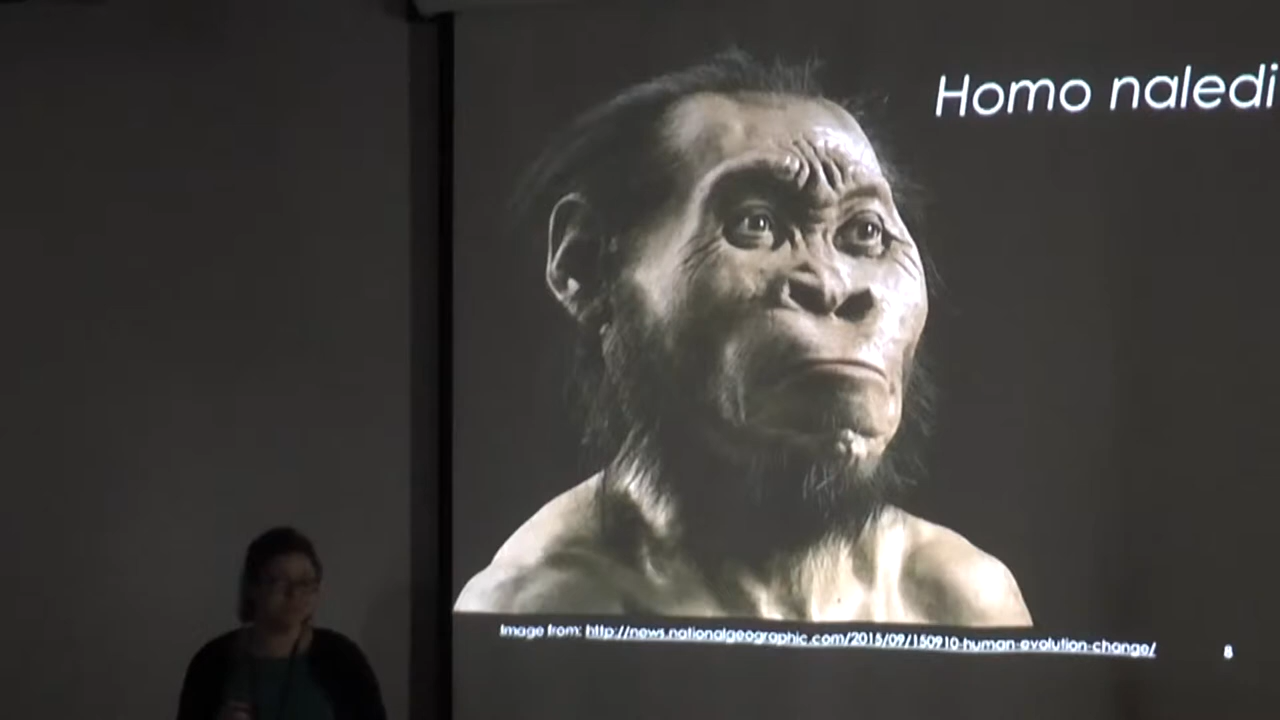 Homo naledi
Image from: http://news.nationalgeographic.com/2015/09/150910-human-evolution-change/
8